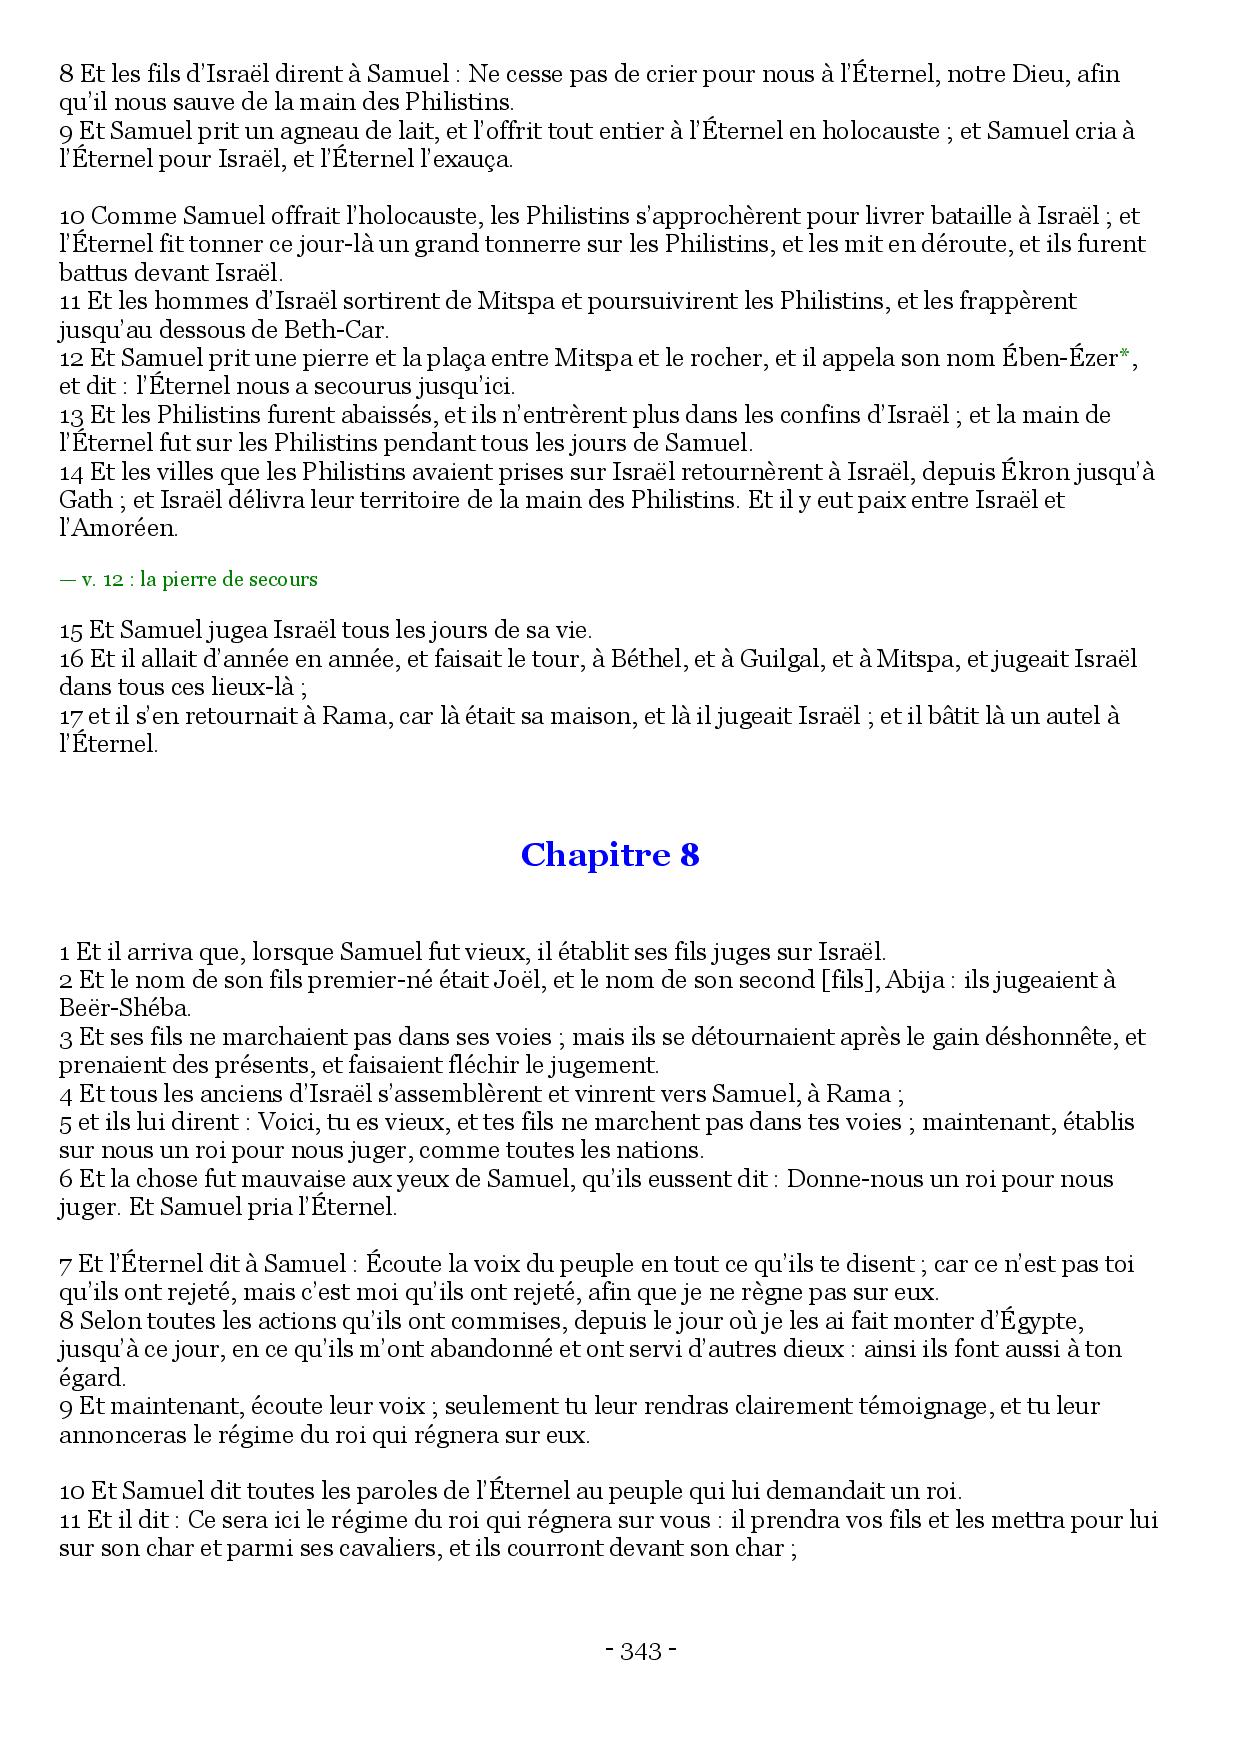 8 Et les fils d’Israël dirent à Samuel : Ne cesse pas de crier pour nous à l’Éternel, notre Dieu, afin
qu’il nous sauve de la main des Philistins.
9 Et Samuel prit un agneau de lait, et l’offrit tout entier à l’Éternel en holocauste ; et Samuel cria à
l’Éternel pour Israël, et l’Éternel l’exauça.
10 Comme Samuel offrait l’holocauste, les Philistins s’approchèrent pour livrer bataille à Israël ; et
l’Éternel fit tonner ce jour-là un grand tonnerre sur les Philistins, et les mit en déroute, et ils furent
battus devant Israël.
11 Et les hommes d’Israël sortirent de Mitspa et poursuivirent les Philistins, et les frappèrent
jusqu’au dessous de Beth-Car.
12 Et Samuel prit une pierre et la plaça entre Mitspa et le rocher, et il appela son nom Ében-Ézer*,
et dit : l’Éternel nous a secourus jusqu’ici.
13 Et les Philistins furent abaissés, et ils n’entrèrent plus dans les confins d’Israël ; et la main de
l’Éternel fut sur les Philistins pendant tous les jours de Samuel.
14 Et les villes que les Philistins avaient prises sur Israël retournèrent à Israël, depuis Ékron jusqu’à
Gath ; et Israël délivra leur territoire de la main des Philistins. Et il y eut paix entre Israël et
l’Amoréen.
— v. 12 : la pierre de secours
15 Et Samuel jugea Israël tous les jours de sa vie.
16 Et il allait d’année en année, et faisait le tour, à Béthel, et à Guilgal, et à Mitspa, et jugeait Israël
dans tous ces lieux-là ;
17 et il s’en retournait à Rama, car là était sa maison, et là il jugeait Israël ; et il bâtit là un autel à
l’Éternel.
Chapitre 8
1 Et il arriva que, lorsque Samuel fut vieux, il établit ses fils juges sur Israël.
2 Et le nom de son fils premier-né était Joël, et le nom de son second [fils], Abija : ils jugeaient à
Beër-Shéba.
3 Et ses fils ne marchaient pas dans ses voies ; mais ils se détournaient après le gain déshonnête, et
prenaient des présents, et faisaient fléchir le jugement.
4 Et tous les anciens d’Israël s’assemblèrent et vinrent vers Samuel, à Rama ;
5 et ils lui dirent : Voici, tu es vieux, et tes fils ne marchent pas dans tes voies ; maintenant, établis
sur nous un roi pour nous juger, comme toutes les nations.
6 Et la chose fut mauvaise aux yeux de Samuel, qu’ils eussent dit : Donne-nous un roi pour nous
juger. Et Samuel pria l’Éternel.
7 Et l’Éternel dit à Samuel : Écoute la voix du peuple en tout ce qu’ils te disent ; car ce n’est pas toi
qu’ils ont rejeté, mais c’est moi qu’ils ont rejeté, afin que je ne règne pas sur eux.
8 Selon toutes les actions qu’ils ont commises, depuis le jour où je les ai fait monter d’Égypte,
jusqu’à ce jour, en ce qu’ils m’ont abandonné et ont servi d’autres dieux : ainsi ils font aussi à ton
égard.
9 Et maintenant, écoute leur voix ; seulement tu leur rendras clairement témoignage, et tu leur
annonceras le régime du roi qui régnera sur eux.
10 Et Samuel dit toutes les paroles de l’Éternel au peuple qui lui demandait un roi.
11 Et il dit : Ce sera ici le régime du roi qui régnera sur vous : il prendra vos fils et les mettra pour lui
sur son char et parmi ses cavaliers, et ils courront devant son char ;
- 343 -